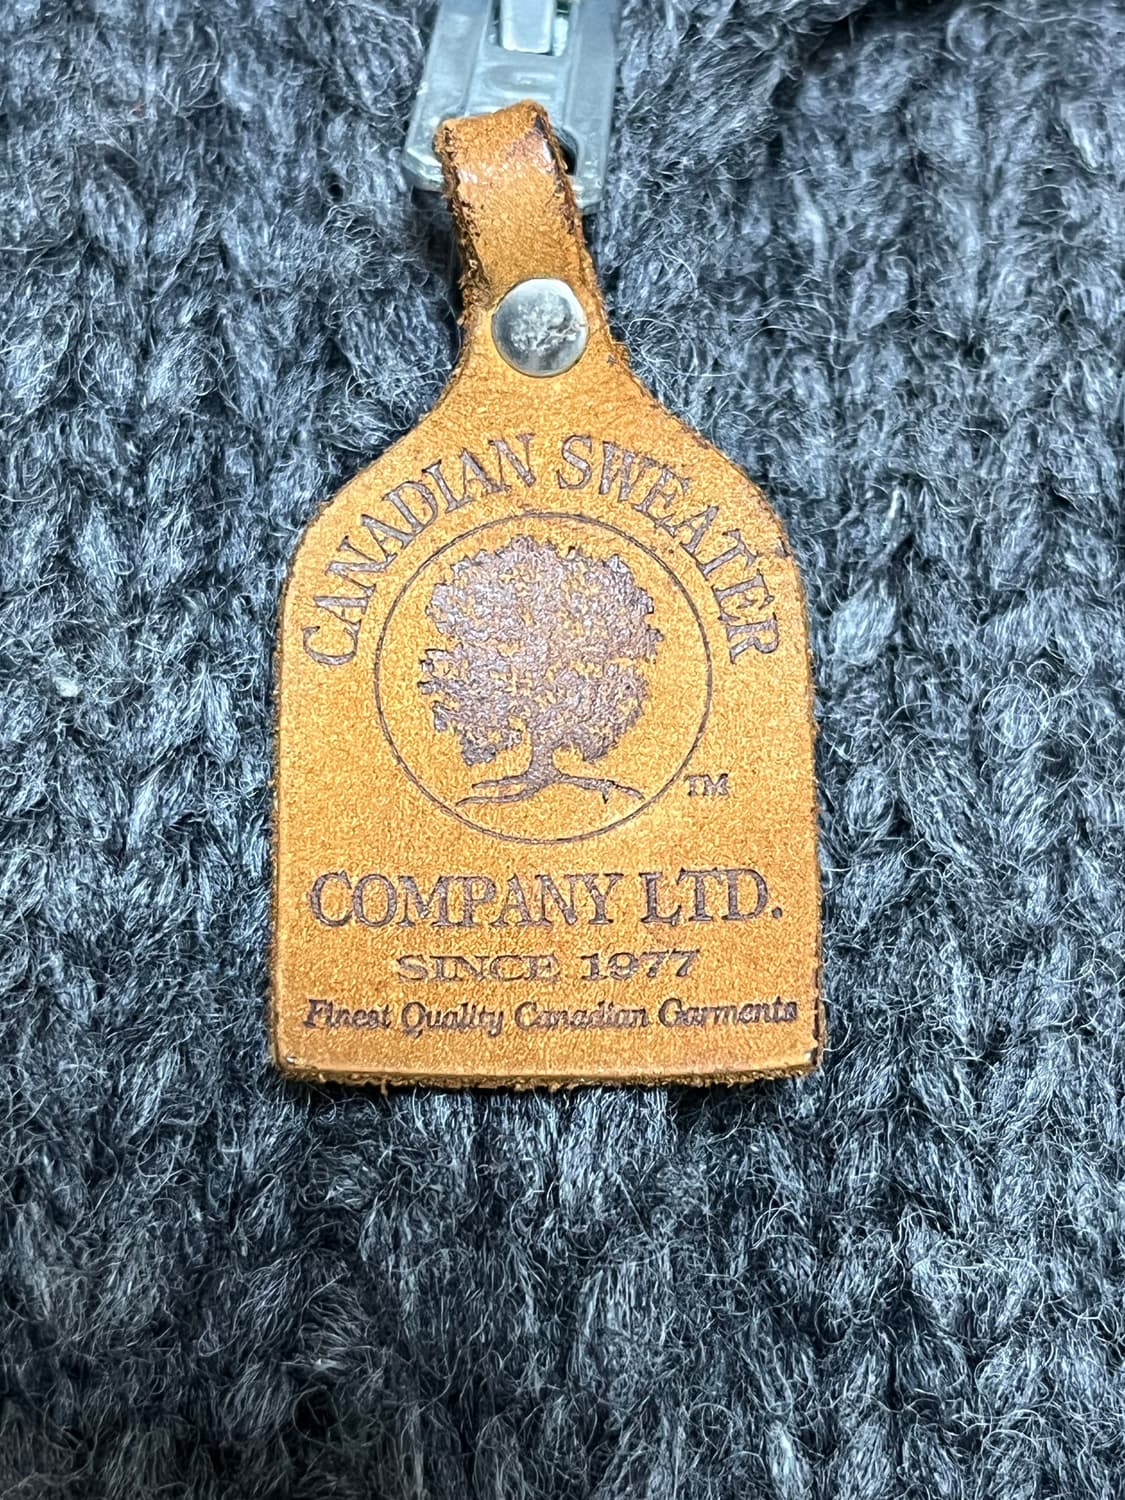 CANADIAN SWEATER
TM
COMPANY LTD.
SINCE 1977
Finest Quality Canadian Garments